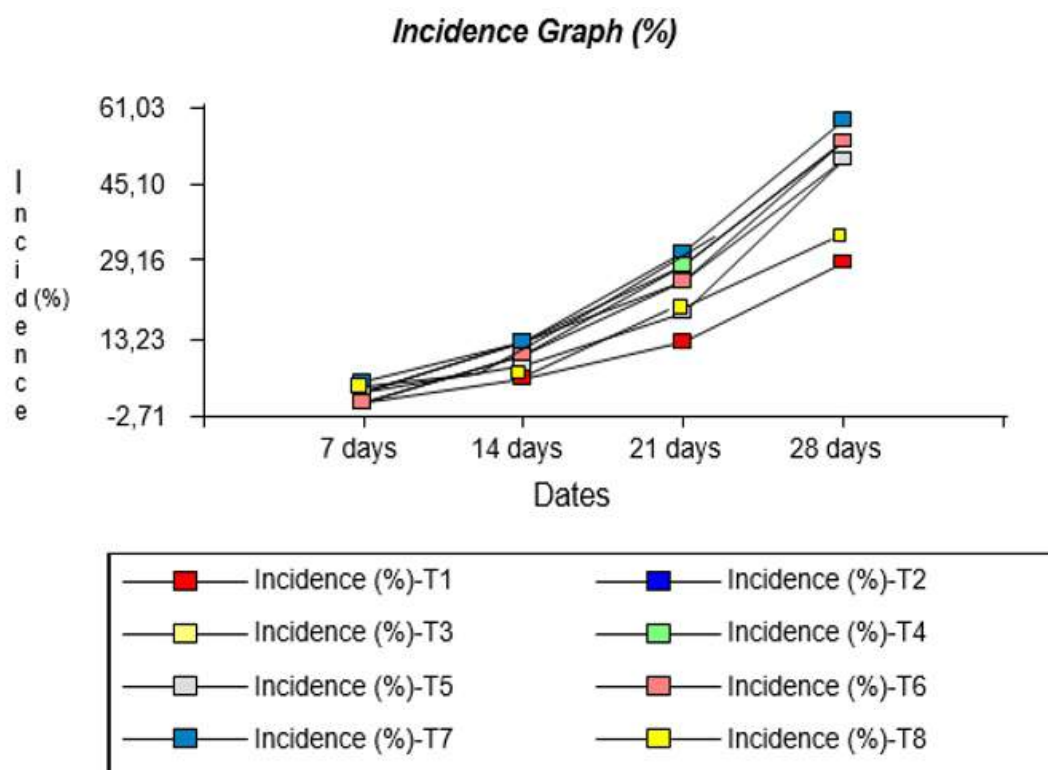 Incidence Graph (%)
61,03
45,10
29,16
13,23
-2,71
Incidence
(%)
7 days 14 days 21 days 28 days
Dates
Incidence (%)-T1 Incidence (%)-T2
Incidence (%)-T3 Incidence (%)-T4
Incidence (%)-T5 Incidence (%)-T6
Incidence (%)-T7 Incidence (%)-T8